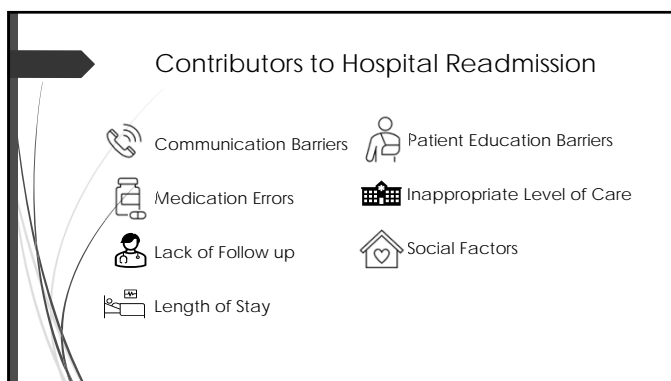 Contributors to Hospital Readmission
Communication Barriers
Medication Errors
Lack of Follow up
Length of Stay
Patient Education Barriers
Inappropriate Level of Care
Social Factors